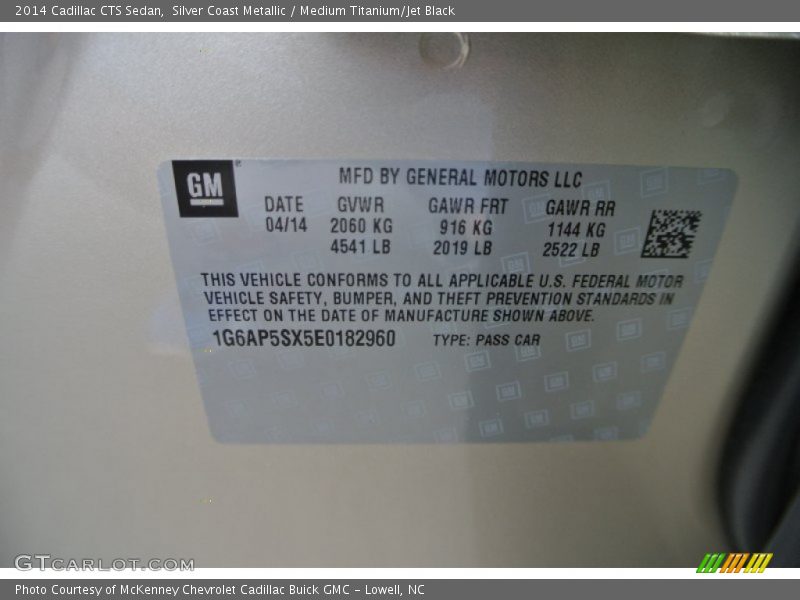 2014 Cadillac CTS Sedan, Silver Coast Metallic / Medium Titanium/Jet Black
GM
MFD BY GENERAL MOTORS LLC
DATE GVWR GAWR FRT GAWR RR
04/14 2060 KG 916 KG 1144 KG
4541 LB 2019 LB 2522 LB
THIS VEHICLE CONFORMS TO ALL APPLICABLE U.S. FEDERAL MOTOR
VEHICLE SAFETY, BUMPER, AND THEFT PREVENTION STANDARDS IN
EFFECT ON THE DATE OF MANUFACTURE SHOWN ABOVE.
1G6AP5SX5E0182960 TYPE: PASS CAR
GTCARLOT.COM
Photo Courtesy of McKenney Chevrolet Cadillac Buick GMC - Lowell, NC